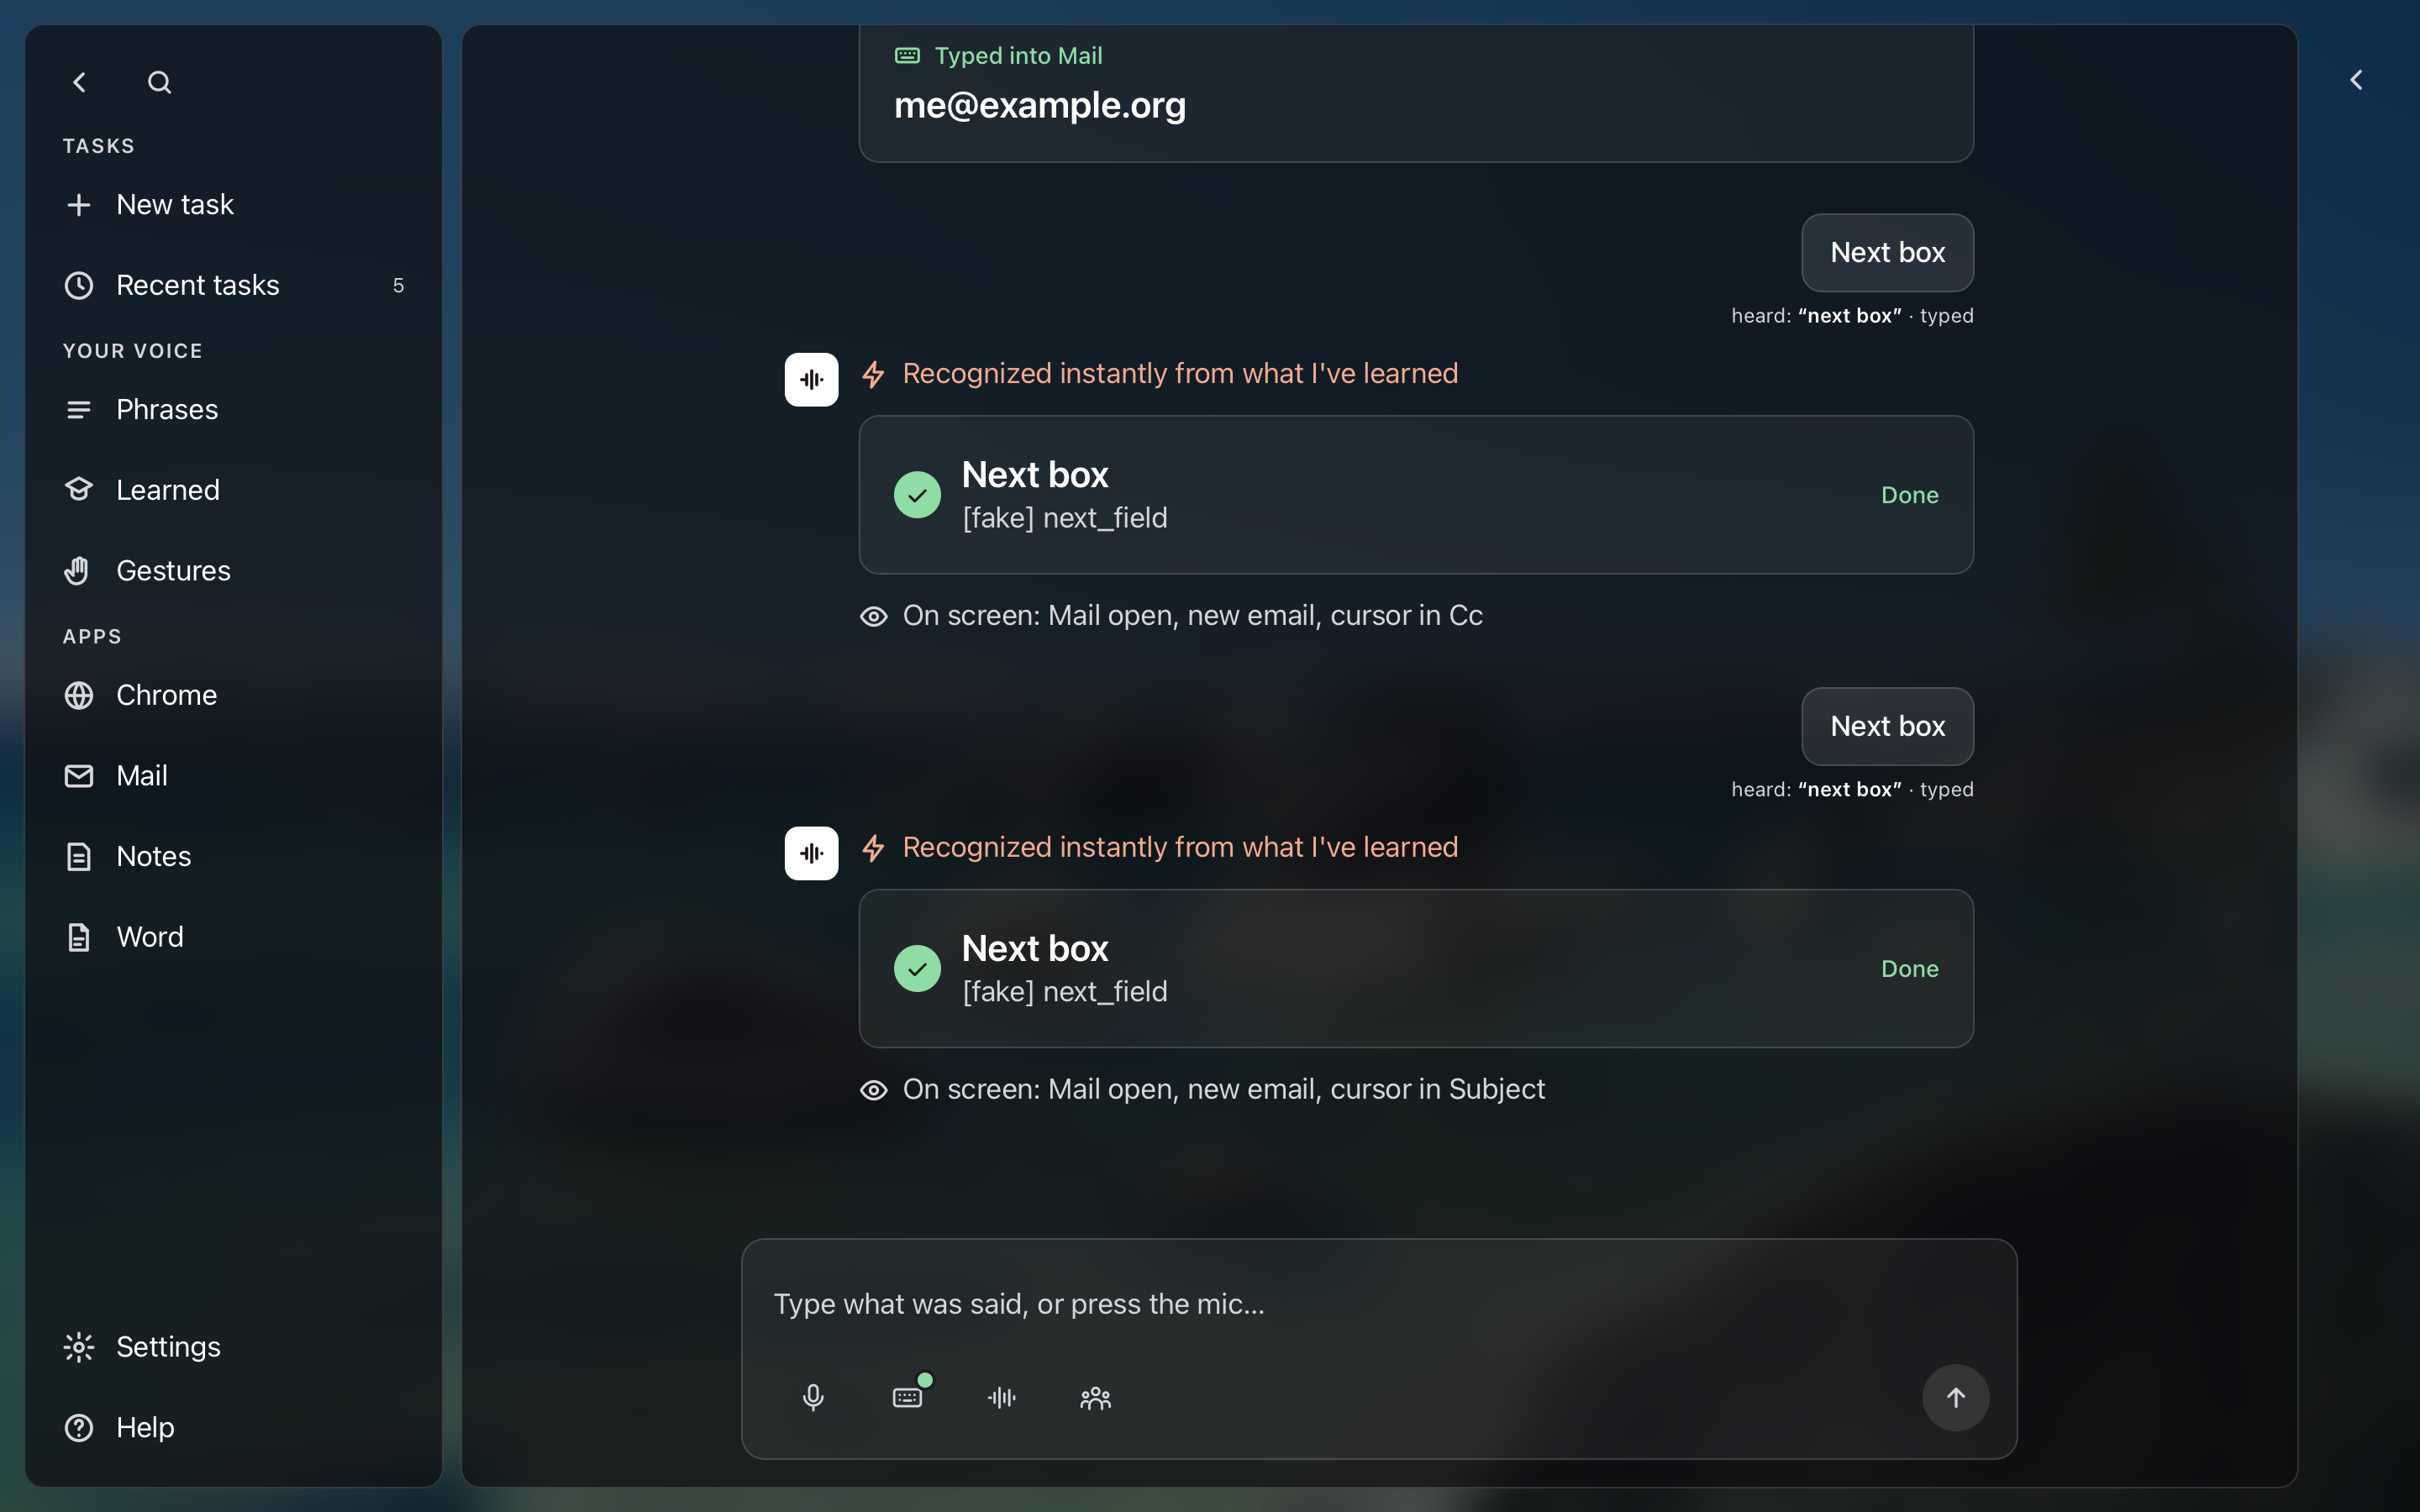 TASKS
New task
Recent tasks 5
YOUR VOICE
Phrases
Learned
Gestures
APPS
Chrome
Mail
Notes
Word
Settings
Help
Typed into Mail
me@example.org
Next box
heard: “next box” · typed
Recognized instantly from what I've learned
Next box
[fake] next_field
Done
On screen: Mail open, new email, cursor in Cc
Next box
heard: “next box” · typed
Recognized instantly from what I've learned
Next box
[fake] next_field
Done
On screen: Mail open, new email, cursor in Subject
Type what was said, or press the mic...